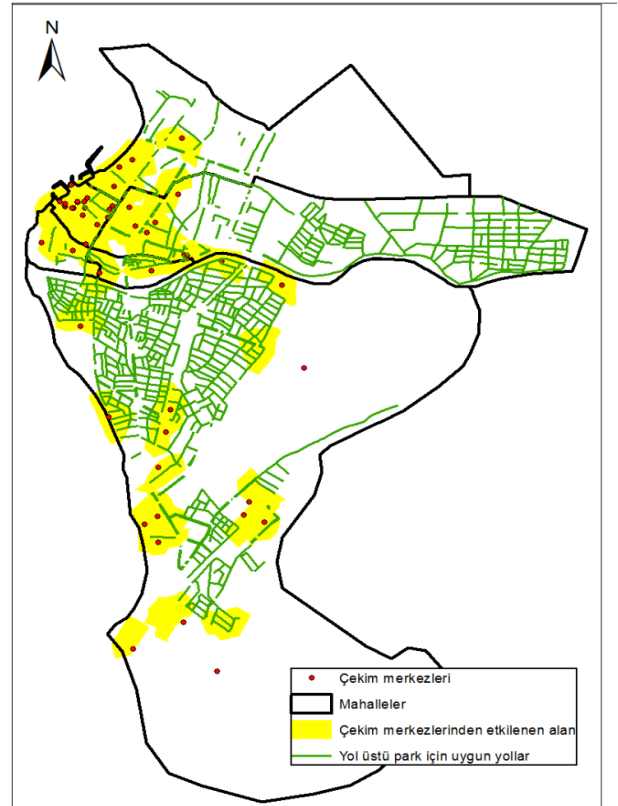 N
Çekim merkezleri
Mahalleler
Çekim merkezlerinden etkilenen alan
Yol üstü park için uygun yollar